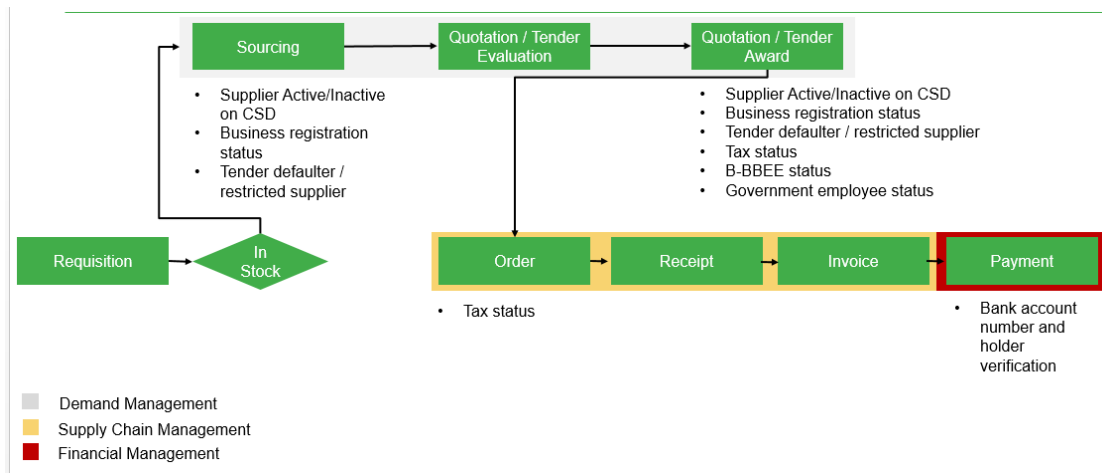 Sourcing
Quotation / Tender
Evaluation
Quotation / Tender
Award
• Supplier Active/Inactive
on CSD
• Business registration
status
• Tender defaulter /
restricted supplier
• Supplier Active/Inactive on CSD
• Business registration status
• Tender defaulter / restricted supplier
• Tax status
• B-BBEE status
• Government employee status
Requisition
In
Stock
Order
Receipt
Invoice
Payment
• Tax status
• Bank account
number and
holder
verification
Demand Management
Supply Chain Management
Financial Management